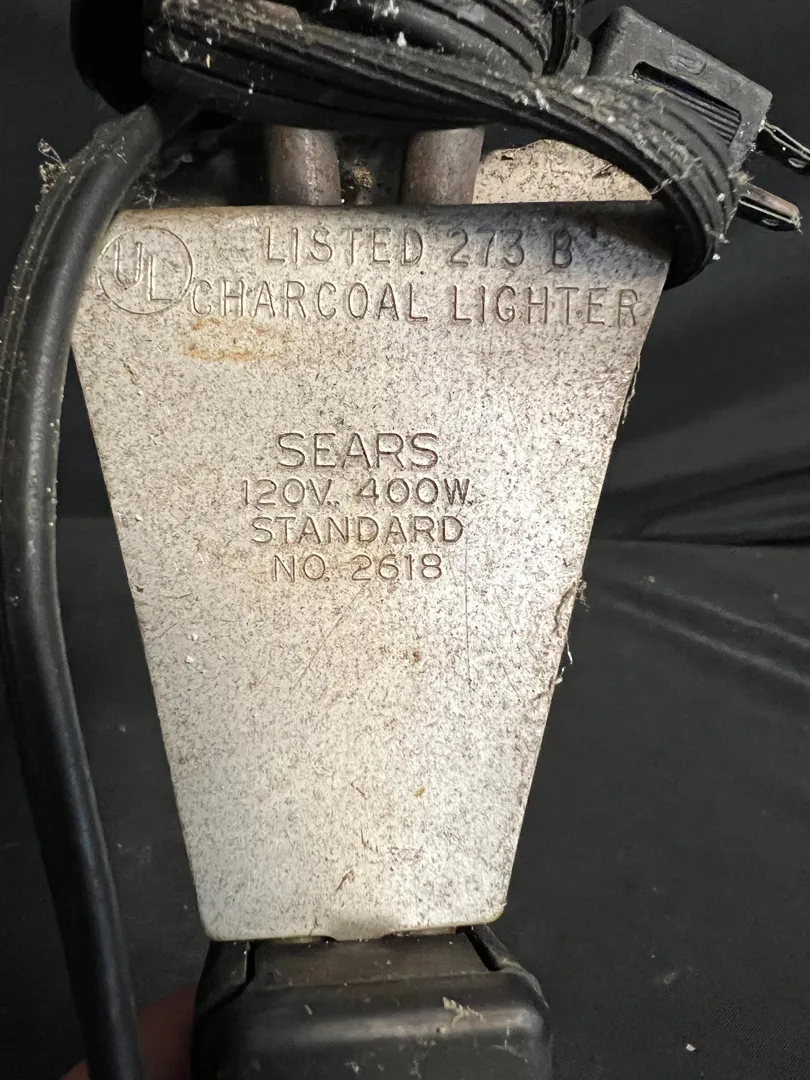 UL LISTED 273 B
CHARCOAL LIGHTER
SEARS
120V. 400W.
STANDARD
NO. 2618